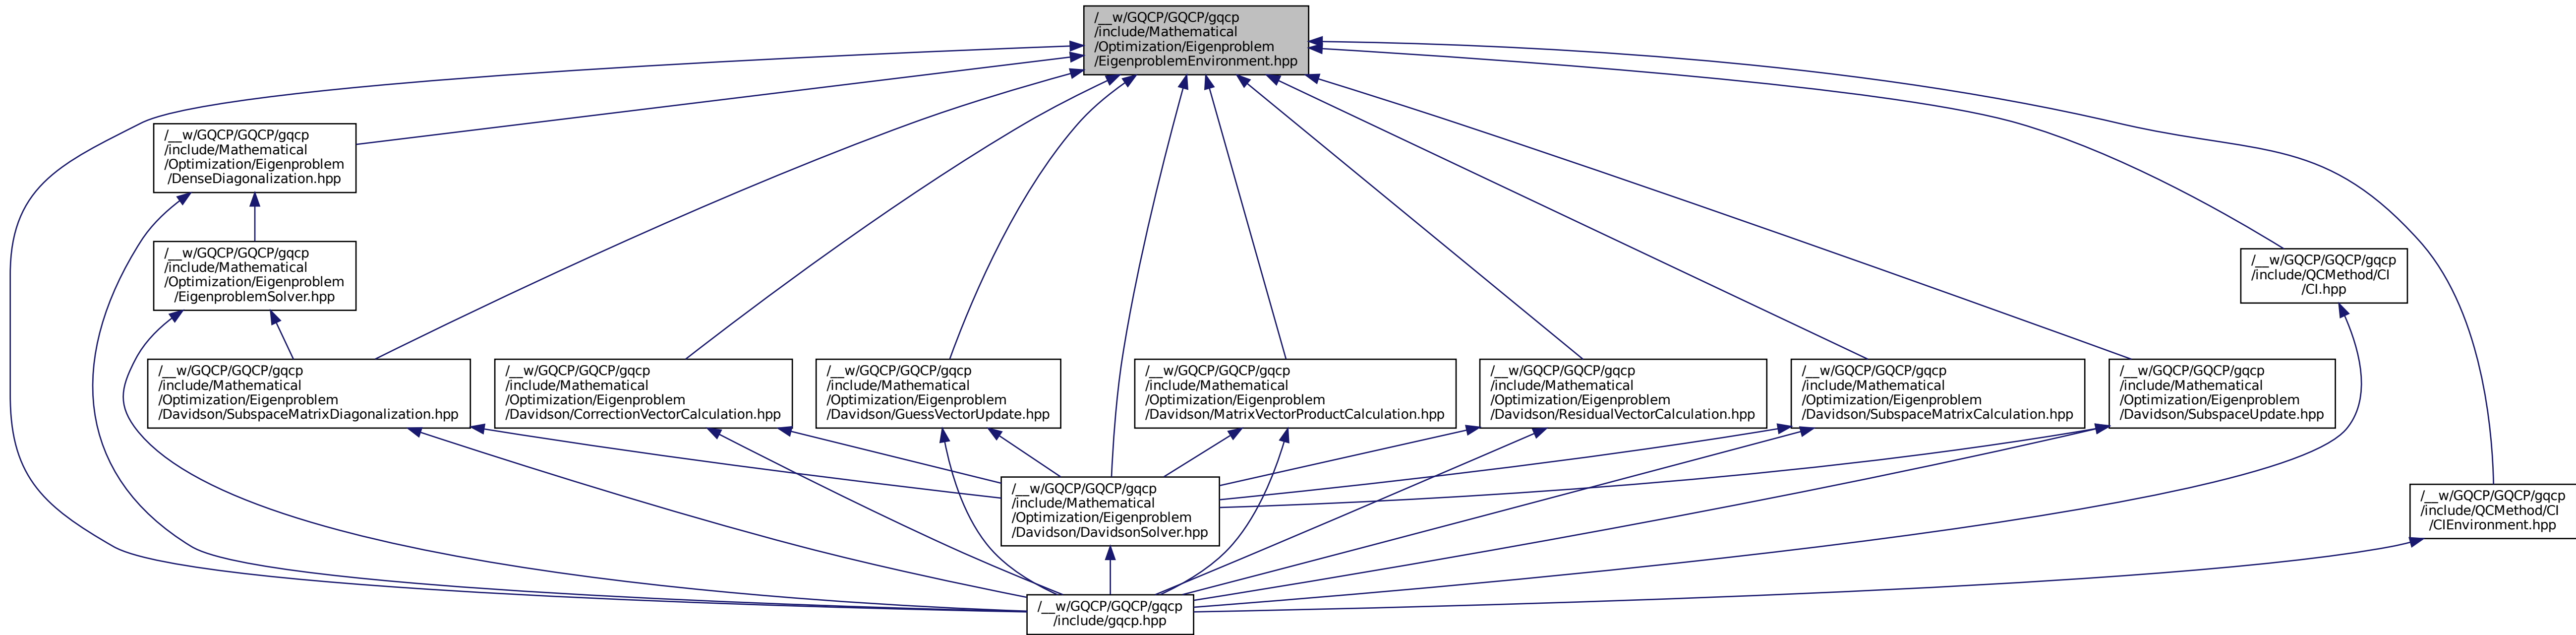 /__w/GQCP/GQCP/gqcp
/include/Mathematical
/Optimization/Eigenproblem
/EigenproblemEnvironment.hpp
/__w/GQCP/GQCP/gqcp
/include/Mathematical
/Optimization/Eigenproblem
/DenseDiagonalization.hpp
/__w/GQCP/GQCP/gqcp
/include/Mathematical
/Optimization/Eigenproblem
/EigenproblemSolver.hpp
/__w/GQCP/GQCP/gqcp
/include/QCMethod/CI
/CI.hpp
/__w/GQCP/GQCP/gqcp
/include/Mathematical
/Optimization/Eigenproblem
/Davidson/SubspaceMatrixDiagonalization.hpp
/__w/GQCP/GQCP/gqcp
/include/Mathematical
/Optimization/Eigenproblem
/Davidson/CorrectionVectorCalculation.hpp
/__w/GQCP/GQCP/gqcp
/include/Mathematical
/Optimization/Eigenproblem
/Davidson/GuessVectorUpdate.hpp
/__w/GQCP/GQCP/gqcp
/include/Mathematical
/Optimization/Eigenproblem
/Davidson/MatrixVectorProductCalculation.hpp
/__w/GQCP/GQCP/gqcp
/include/Mathematical
/Optimization/Eigenproblem
/Davidson/ResidualVectorCalculation.hpp
/__w/GQCP/GQCP/gqcp
/include/Mathematical
/Optimization/Eigenproblem
/Davidson/SubspaceMatrixCalculation.hpp
/__w/GQCP/GQCP/gqcp
/include/Mathematical
/Optimization/Eigenproblem
/Davidson/SubspaceUpdate.hpp
/__w/GQCP/GQCP/gqcp
/include/Mathematical
/Optimization/Eigenproblem
/Davidson/DavidsonSolver.hpp
/__w/GQCP/GQCP/gqcp
/include/QCMethod/CI
/CIEnvironment.hpp
/__w/GQCP/GQCP/gqcp
/include/gqcp.hpp